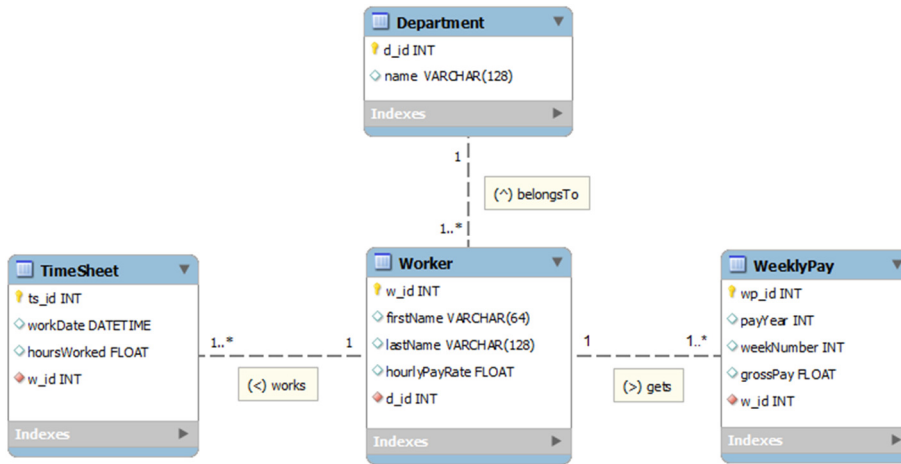 Department
d_id INT
name VARCHAR(128)
Indexes
1
(^) belongsTo
1..*
TimeSheet
ts_id INT
workDate DATETIME
hoursWorked FLOAT
w_id INT
Indexes
1..*
1
(<) works
Worker
w_id INT
firstName VARCHAR(64)
lastName VARCHAR(128)
hourlyPayRate FLOAT
d_id INT
Indexes
1
1..*
(>) gets
WeeklyPay
wp_id INT
payYear INT
weekNumber INT
grossPay FLOAT
w_id INT
Indexes